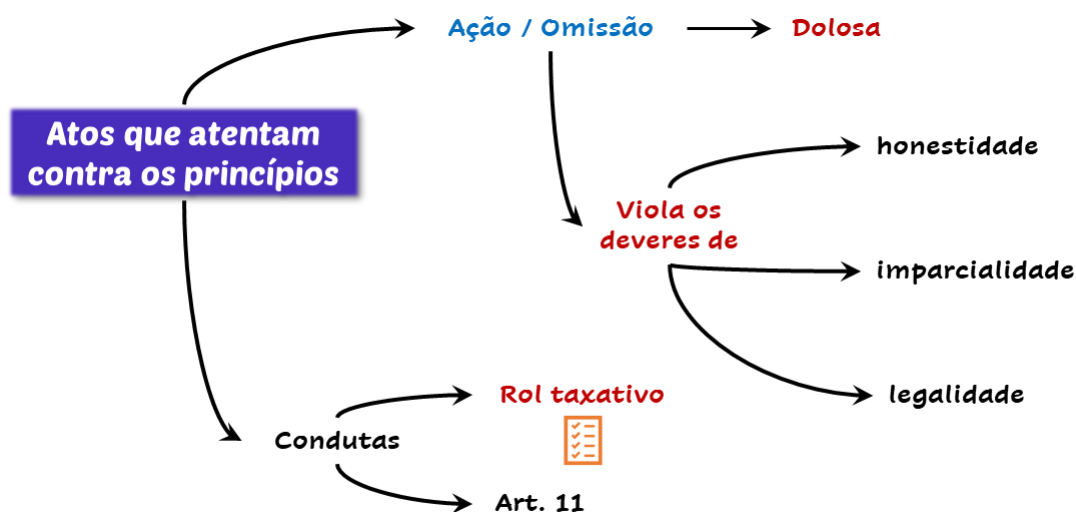 Ação / Omissão
Dolosa
Atos que atentam
contra os princípios
honestidade
Viola os
deveres de
imparcialidade
legalidade
Rol taxativo
Condutas
Art. 11